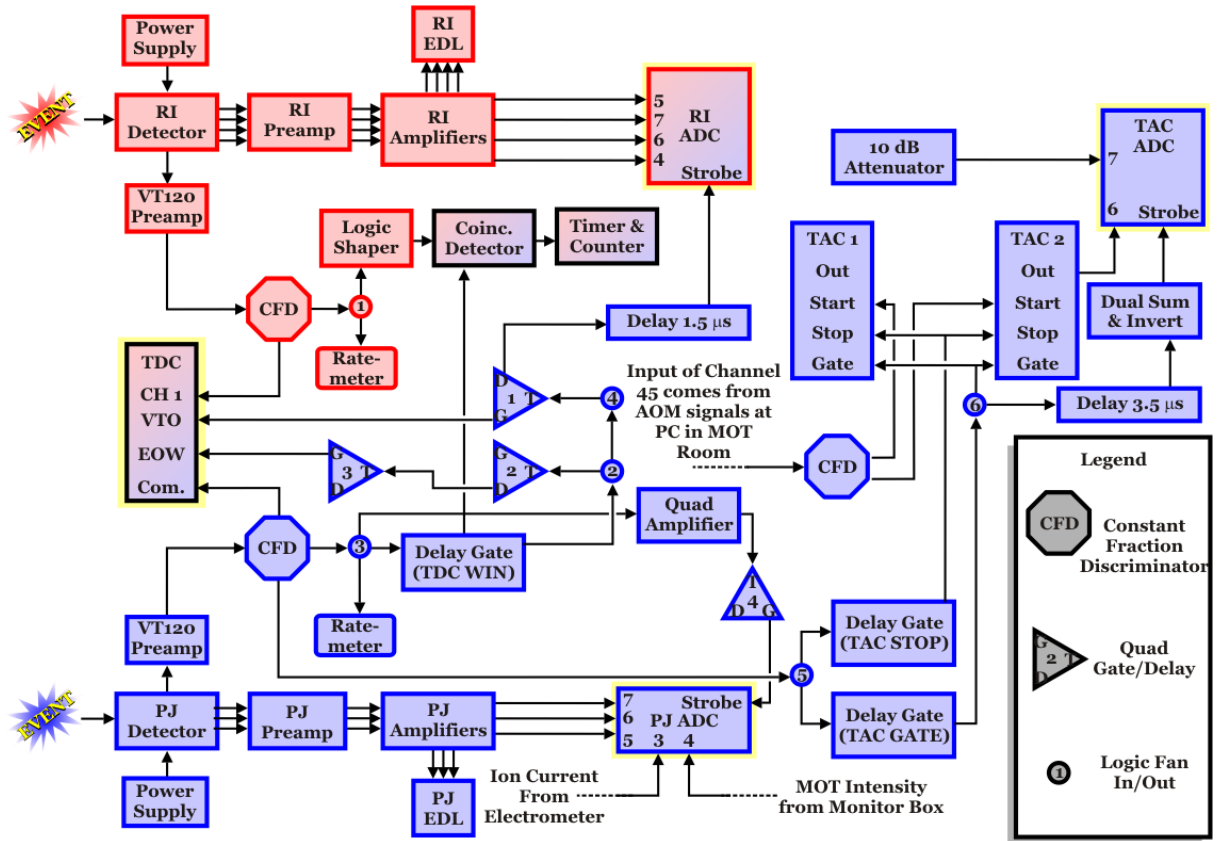 Power
Supply
RI
EDL
EVENT
RI
Detector
RI
Preamp
RI
Amplifiers
5
7
6
4
RI
ADC
Strobe
10 dB
Attenuator
TAC
ADC
7
6
Strobe
VT120
Preamp
Logic
Shaper
Coinc.
Detector
Timer &
Counter
CFD
1
Rate-
meter
Delay 1.5 µs
TAC 1
Out
Start
Stop
Gate
TAC 2
Out
Start
Stop
Gate
Dual Sum
& Invert
Delay 3.5 µs
6
TDC
CH 1
VTO
EOW
Com.
D
1
T
G
4
Input of Channel
45 comes from
AOM signals at
PC in MOT
Room
CFD
G
3
D
G
2
T
D
2
Quad
Amplifier
CFD
3
Delay Gate
(TDC WIN)
T
4
D
G
Rate-
meter
VT120
Preamp
5
Delay Gate
(TAC STOP)
Delay Gate
(TAC GATE)
EVENT
PJ
Detector
PJ
Preamp
PJ
Amplifiers
7
6
5
3
4
Strobe
PJ ADC
Power
Supply
PJ
EDL
Ion Current
From
Electrometer
MOT Intensity
from Monitor Box
Legend
CFD
Constant
Fraction
Discriminator
G
2
T
D
Quad
Gate/Delay
1
Logic Fan
In/Out